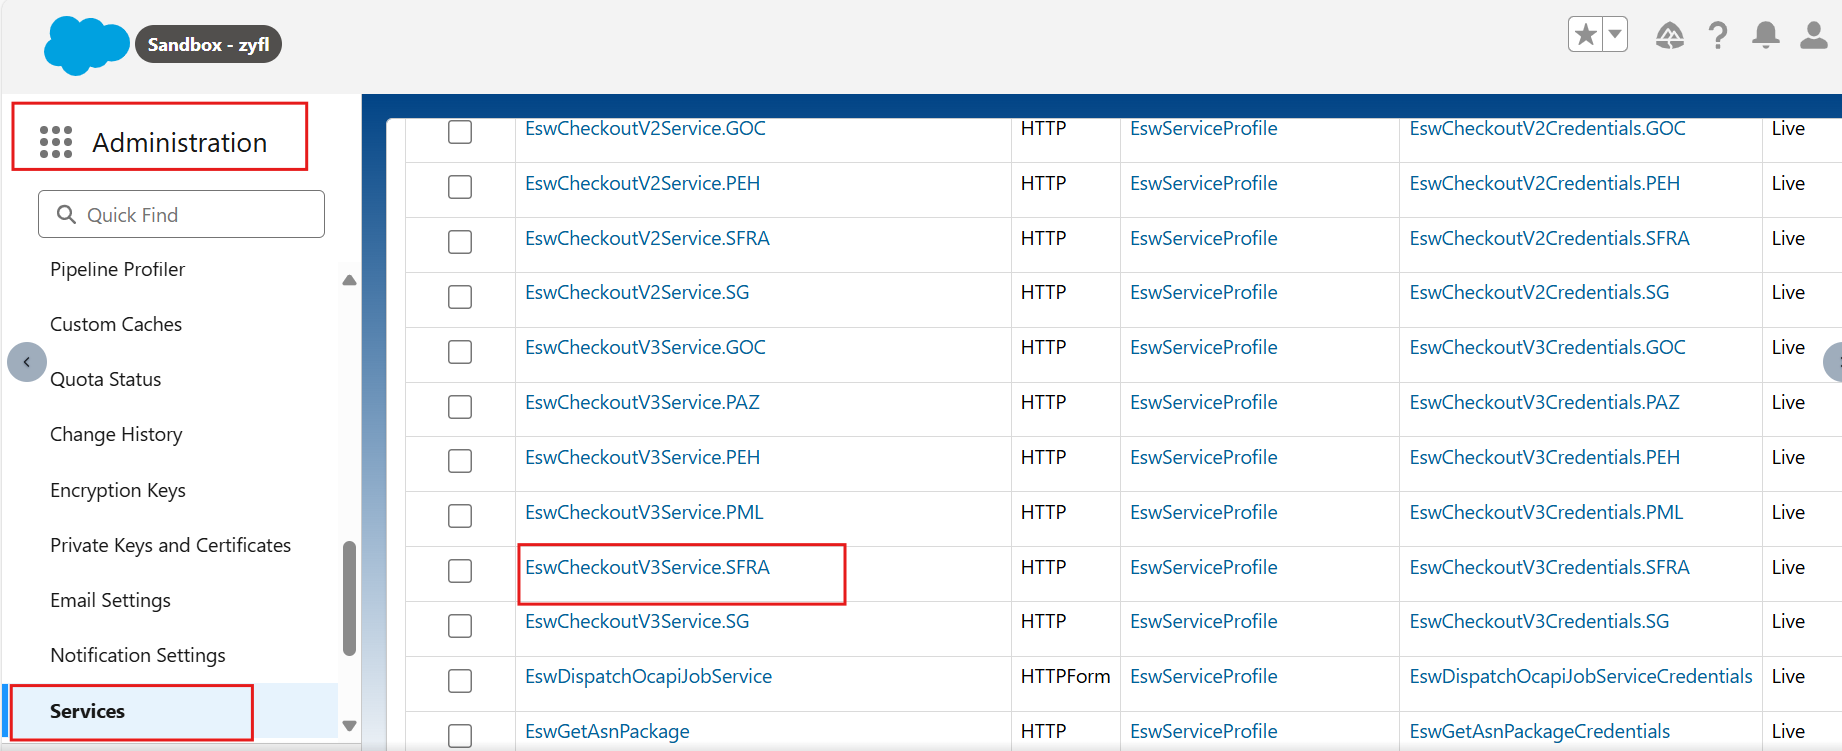 Sandbox - zyfl
Administration
Quick Find
Pipeline Profiler
Custom Caches
Quota Status
Change History
Encryption Keys
Private Keys and Certificates
Email Settings
Notification Settings
Services
EswCheckoutV2Service.GOC HTTP EswServiceProfile EswCheckoutV2Credentials.GOC Live
EswCheckoutV2Service.PEH HTTP EswServiceProfile EswCheckoutV2Credentials.PEH Live
EswCheckoutV2Service.SFRA HTTP EswServiceProfile EswCheckoutV2Credentials.SFRA Live
EswCheckoutV2Service.SG HTTP EswServiceProfile EswCheckoutV2Credentials.SG Live
EswCheckoutV3Service.GOC HTTP EswServiceProfile EswCheckoutV3Credentials.GOC Live
EswCheckoutV3Service.PAZ HTTP EswServiceProfile EswCheckoutV3Credentials.PAZ Live
EswCheckoutV3Service.PEH HTTP EswServiceProfile EswCheckoutV3Credentials.PEH Live
EswCheckoutV3Service.PML HTTP EswServiceProfile EswCheckoutV3Credentials.PML Live
EswCheckoutV3Service.SFRA HTTP EswServiceProfile EswCheckoutV3Credentials.SFRA Live
EswCheckoutV3Service.SG HTTP EswServiceProfile EswCheckoutV3Credentials.SG Live
EswDispatchOcapiJobService HTTPForm EswServiceProfile EswDispatchOcapiJobServiceCredentials Live
EswGetAsnPackage HTTP EswServiceProfile EswGetAsnPackageCredentials Live